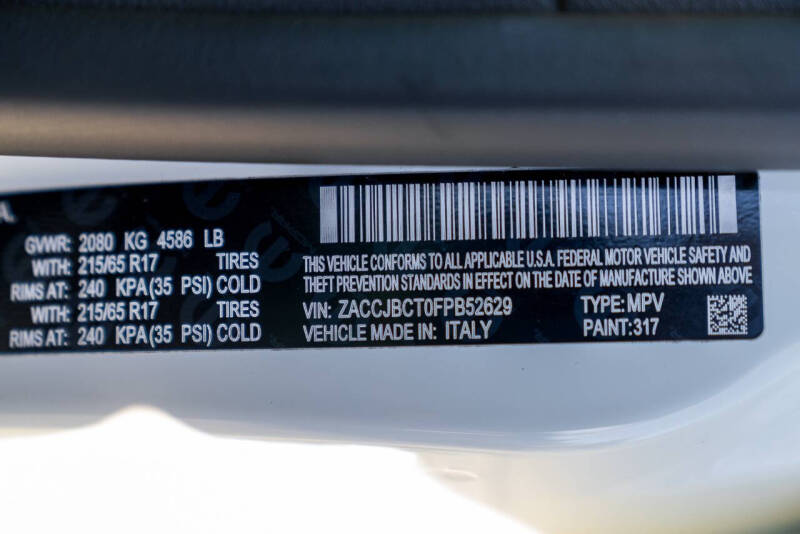 GVWR: 2080 KG 4586 LB
WITH: 215/65 R17 TIRES
RIMS AT: 240 KPA(35 PSI) COLD
WITH: 215/65 R17 TIRES
RIMS AT: 240 KPA(35 PSI) COLD
THIS VEHICLE CONFORMS TO ALL APPLICABLE U.S.A. FEDERAL MOTOR VEHICLE SAFETY AND
THEFT PREVENTION STANDARDS IN EFFECT ON THE DATE OF MANUFACTURE SHOWN ABOVE
VIN: ZACCJBCT0FPB52629 TYPE: MPV
VEHICLE MADE IN: ITALY PAINT:317